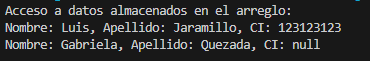 Acceso a datos almacenados en el arreglo:
Nombre: Luis, Apellido: Jaramillo, CI: 123123123
Nombre: Gabriela, Apellido: Quezada, CI: null